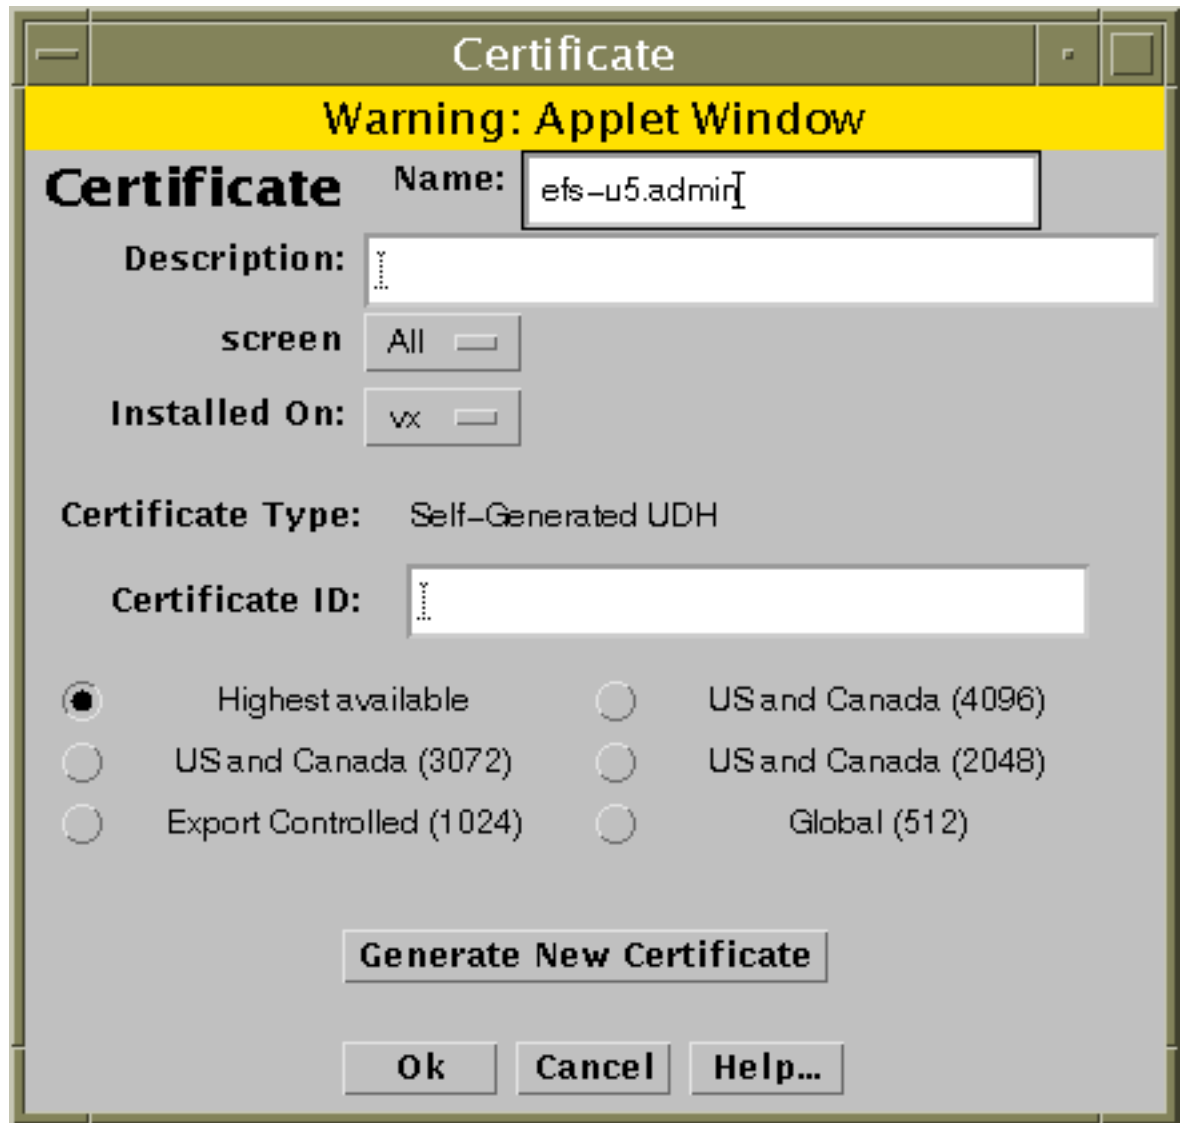 Certificate
Warning: Applet Window
Certificate Name: efs-u5.admin
Description:
screen All
Installed On: vx
Certificate Type: Self-Generated UDH
Certificate ID:
Highest available US and Canada (4096)
US and Canada (3072) US and Canada (2048)
Export Controlled (1024) Global (512)
Generate New Certificate
Ok Cancel Help...